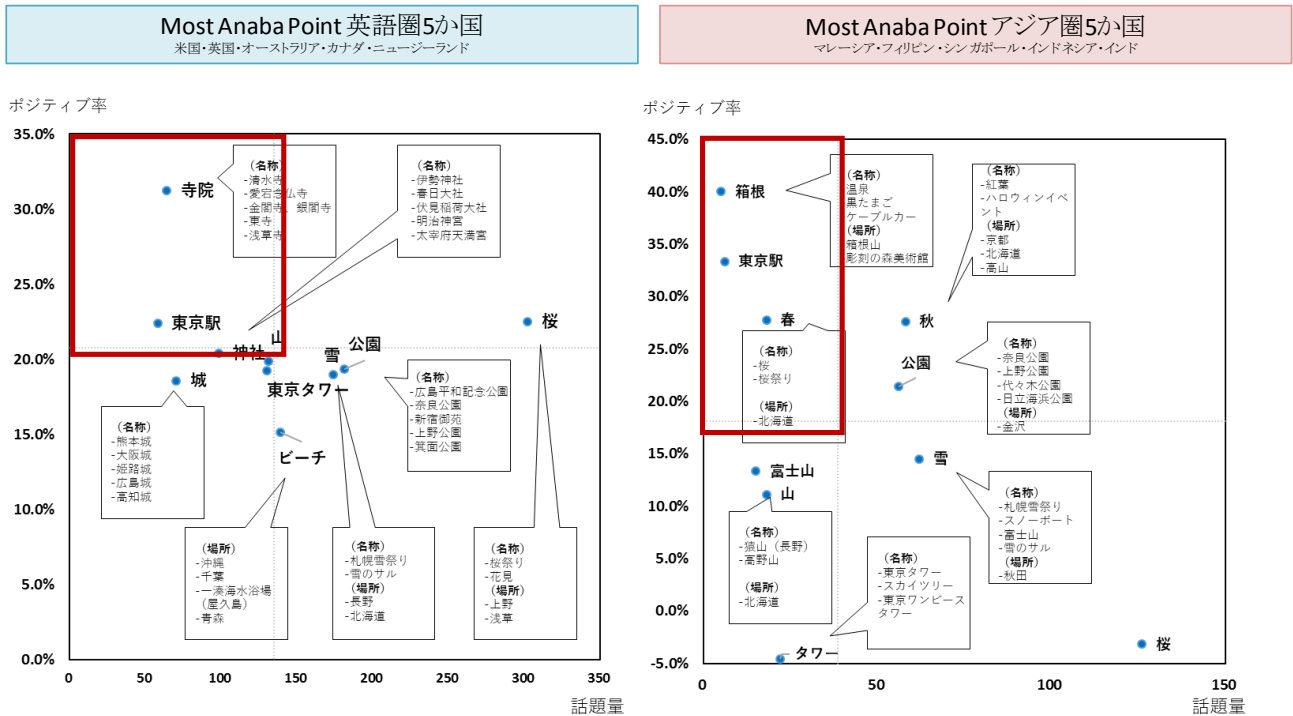 Most Anaba Point 英語圏5か国
米国・英国・オーストラリア・カナダ・ニュージーランド
ポジティブ率
35.0%
30.0%
25.0%
20.0%
15.0%
10.0%
5.0%
0.0%
0
50
100
150
200
250
300
350
話題量
寺院
東京駅
神社
山
城
東京タワー
雪
公園
桜
ビーチ
(名称)
-清水寺
-愛宕念仏寺
-金閣寺、銀閣寺
-東寺
-浅草寺
(名称)
-伊勢神社
-春日大社
-伏見稲荷大社
-明治神宮
-太宰府天満宮
(名称)
-熊本城
-大阪城
-姫路城
-広島城
-高知城
(名称)
-広島平和記念公園
-奈良公園
-新宿御苑
-上野公園
-箕面公園
(場所)
-沖縄
-千葉
-一湊海水浴場
(屋久島)
-青森
(名称)
-札幌雪祭り
-雪のサル
(場所)
-長野
-北海道
(名称)
-桜祭り
-花見
(場所)
-上野
-浅草
Most Anaba Point アジア圏5か国
マレーシア・フィリピン・シンガポール・インドネシア・インド
ポジティブ率
45.0%
40.0%
35.0%
30.0%
25.0%
20.0%
15.0%
10.0%
5.0%
0.0%
-5.0%
0
50
100
150
話題量
箱根
東京駅
春
秋
公園
富士山
山
雪
タワー
桜
(名称)
温泉
黒たまご
ケーブルカー
(場所)
箱根山
彫刻の森美術館
(名称)
-紅葉
-ハロウィンイベ
ント
(場所)
-京都
-北海道
-高山
(名称)
-桜
-桜祭り
(場所)
-北海道
(名称)
-奈良公園
-上野公園
-代々木公園
-日立海浜公園
(場所)
-金沢
(名称)
-猿山（長野）
-高野山
(場所)
-北海道
(名称)
-東京タワー
-スカイツリー
-東京ワンピース
タワー
(名称)
-札幌雪祭り
-スノーボート
-富士山
-雪のサル
(場所)
-秋田